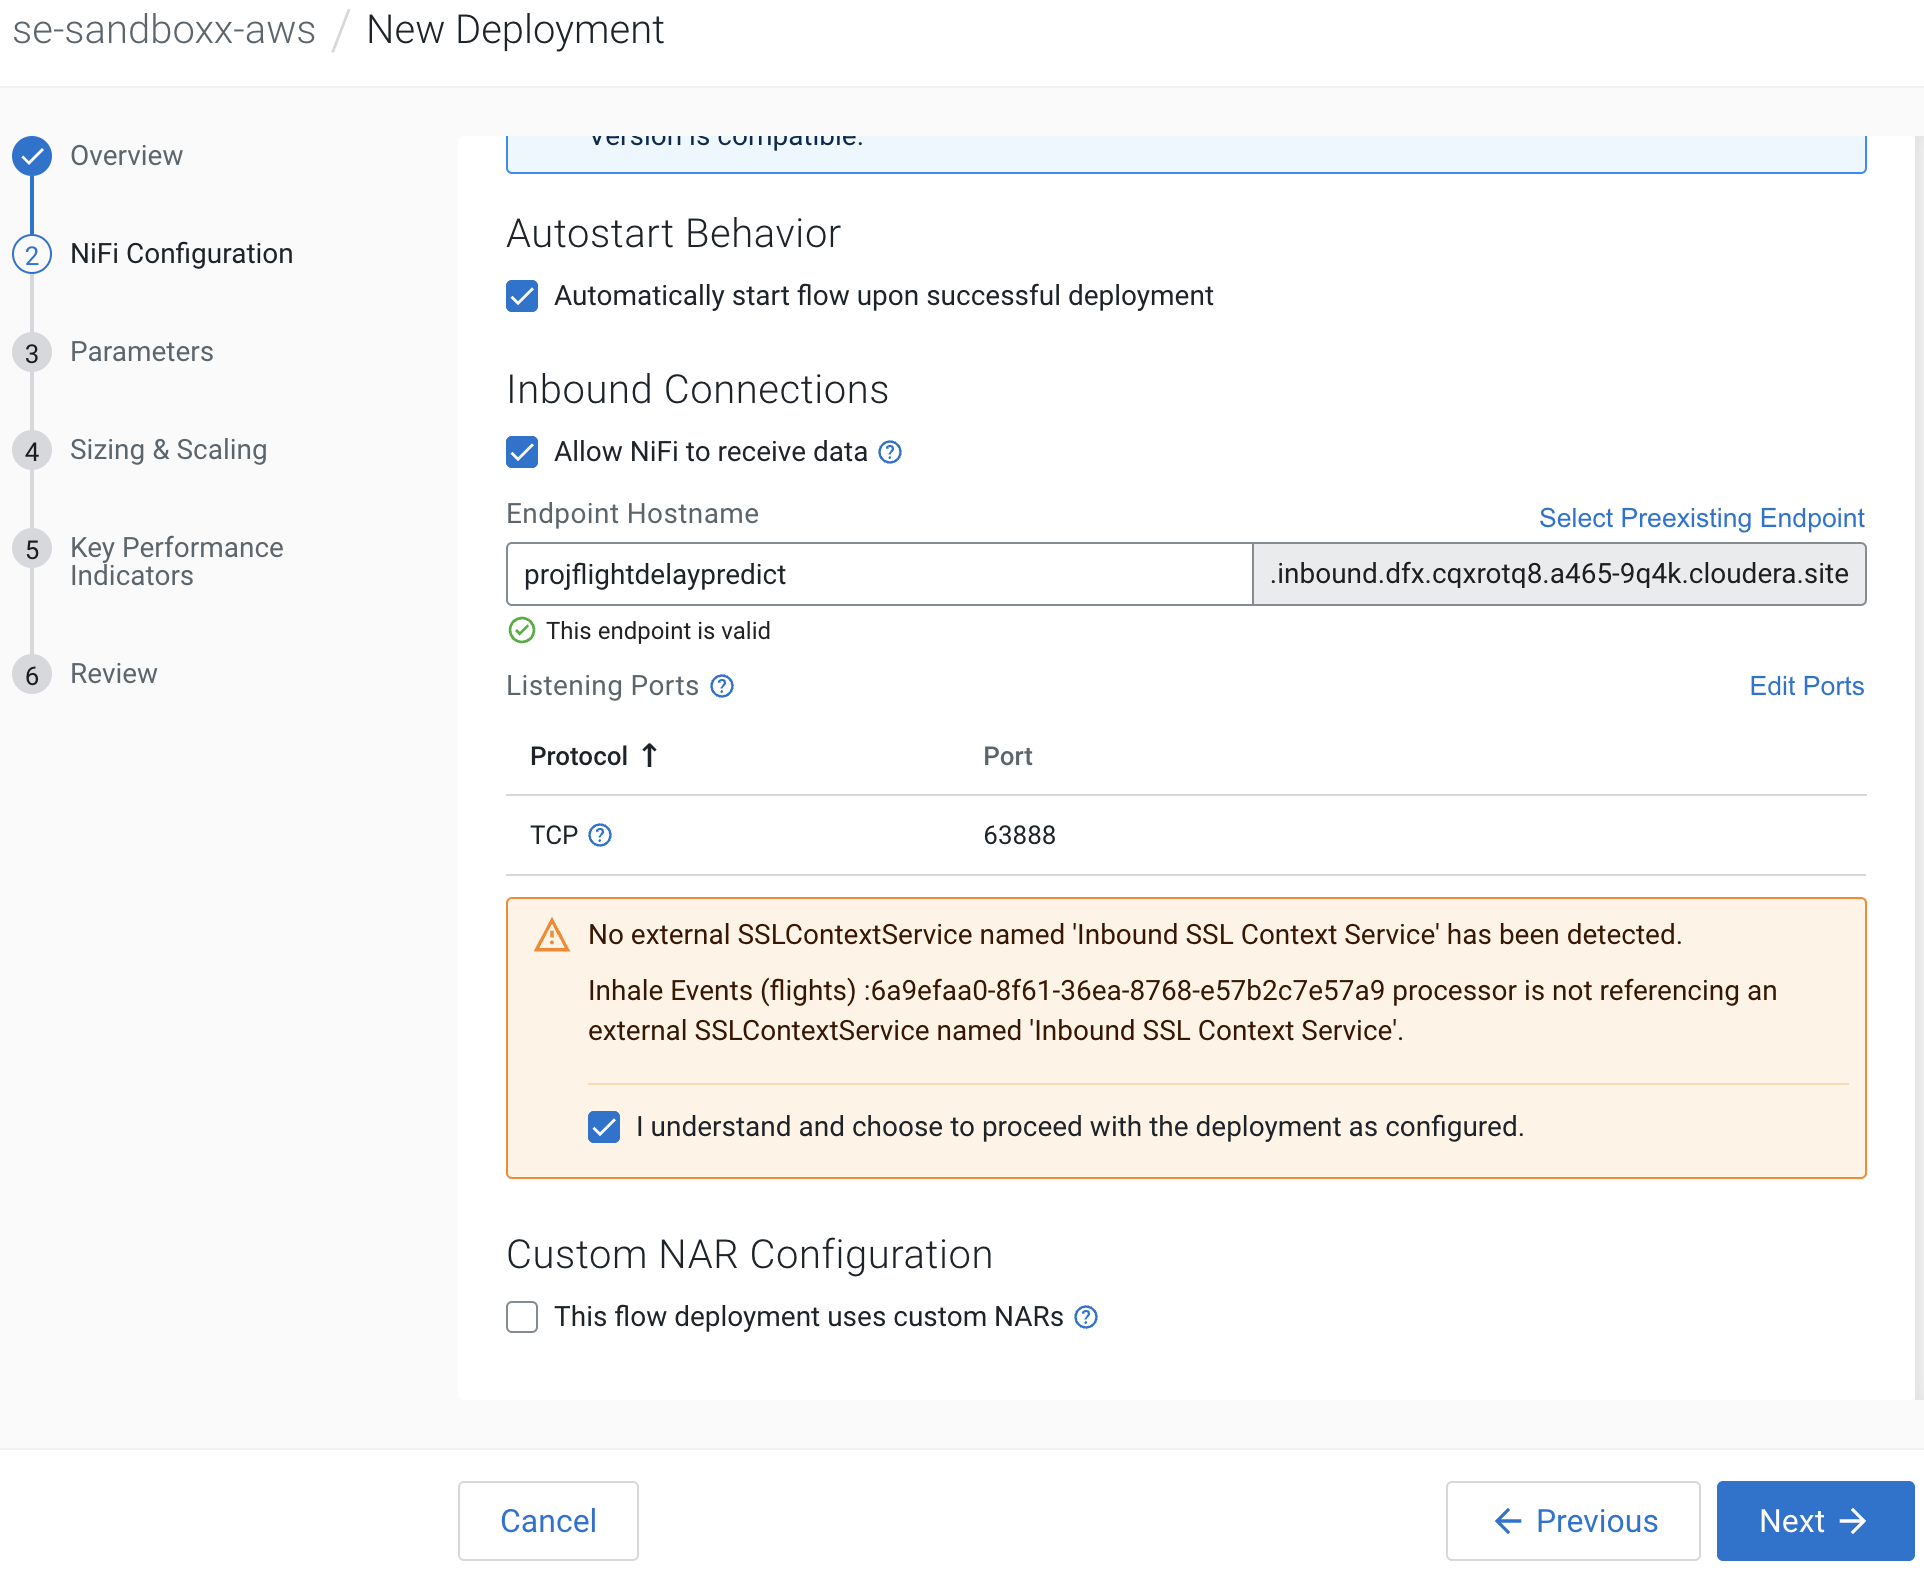 se-sandboxx-aws / New Deployment
Overview
2 NiFi Configuration
3 Parameters
4 Sizing & Scaling
5 Key Performance
Indicators
6 Review
Version is compatible.
Autostart Behavior
Automatically start flow upon successful deployment
Inbound Connections
Allow NiFi to receive data
Endpoint Hostname
Select Preexisting Endpoint
projflightdelaypredict .inbound.dfx.cqxrotq8.a465-9q4k.cloudera.site
This endpoint is valid
Listening Ports
Edit Ports
Protocol ↑ Port
TCP 63888
No external SSLContextService named 'Inbound SSL Context Service' has been detected.
Inhale Events (flights) :6a9efaa0-8f61-36ea-8768-e57b2c7e57a9 processor is not referencing an
external SSLContextService named 'Inbound SSL Context Service'.
I understand and choose to proceed with the deployment as configured.
Custom NAR Configuration
This flow deployment uses custom NARs
Cancel
← Previous
Next →